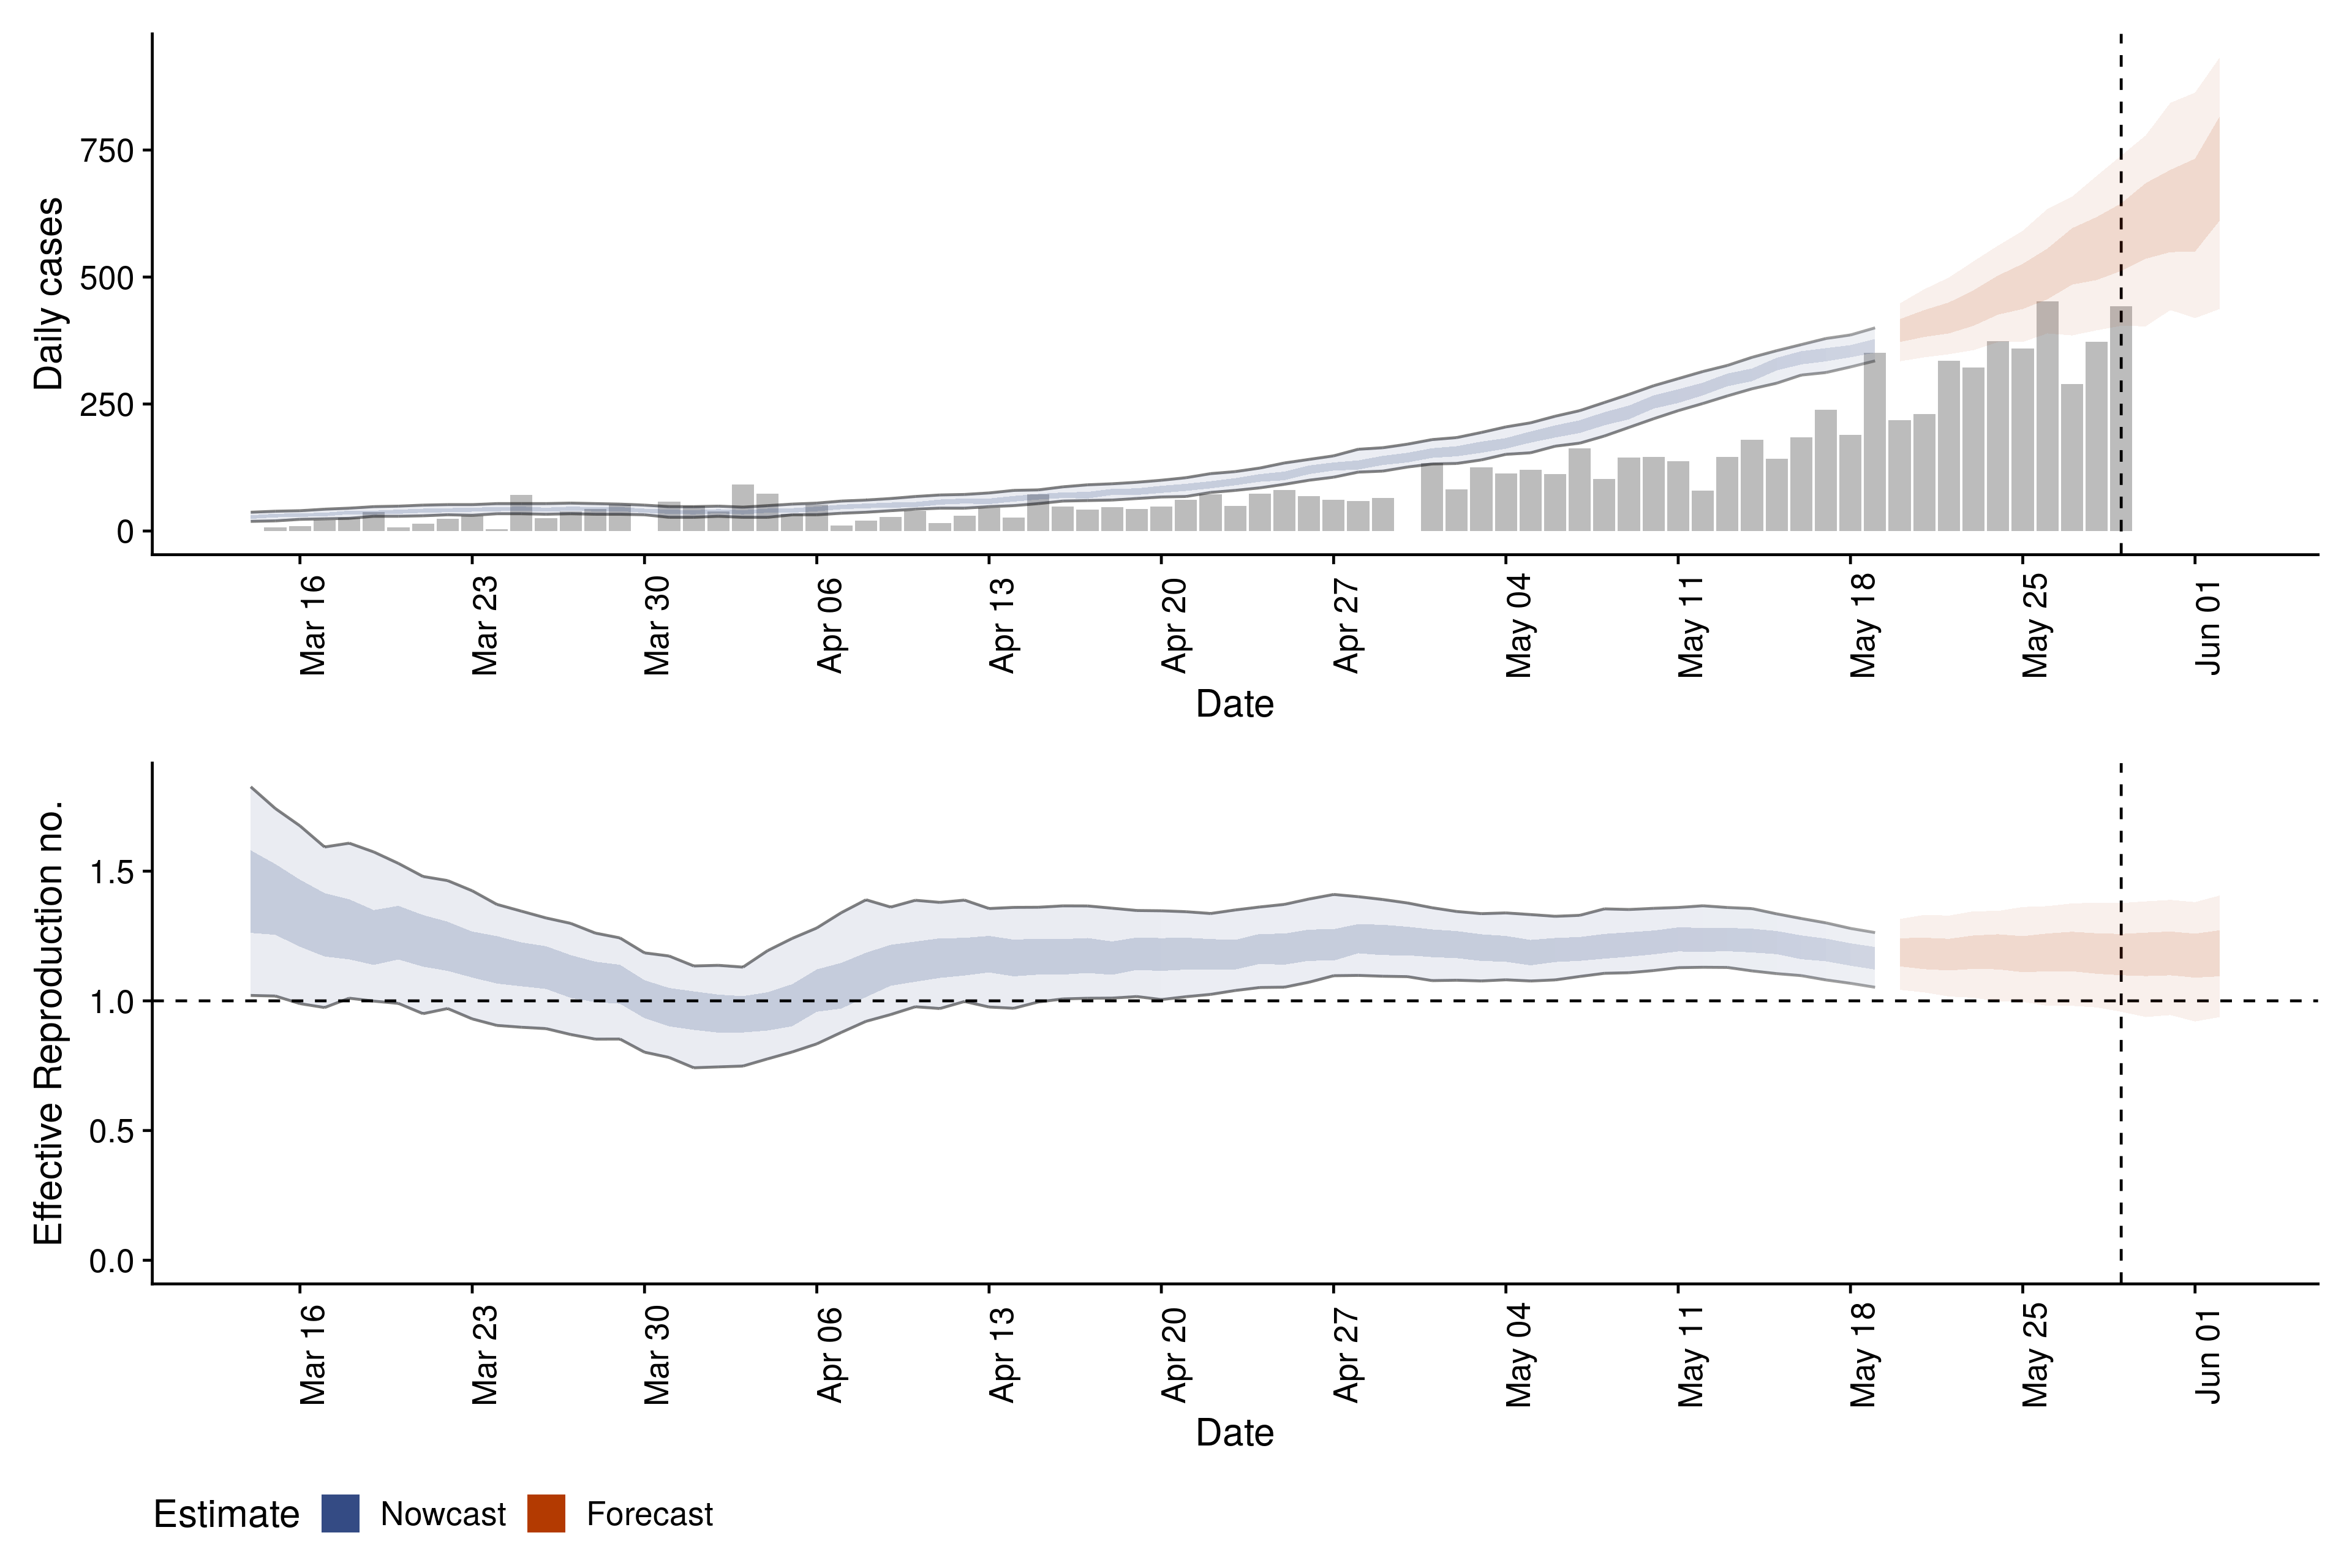 Daily cases
750
500
250
0
Mar 16
Mar 23
Mar 30
Apr 06
Apr 13
Apr 20
Apr 27
May 04
May 11
May 18
May 25
Jun 01
Date
Effective Reproduction no.
1.5
1.0
0.5
0.0
Mar 16
Mar 23
Mar 30
Apr 06
Apr 13
Apr 20
Apr 27
May 04
May 11
May 18
May 25
Jun 01
Date
Estimate Nowcast Forecast